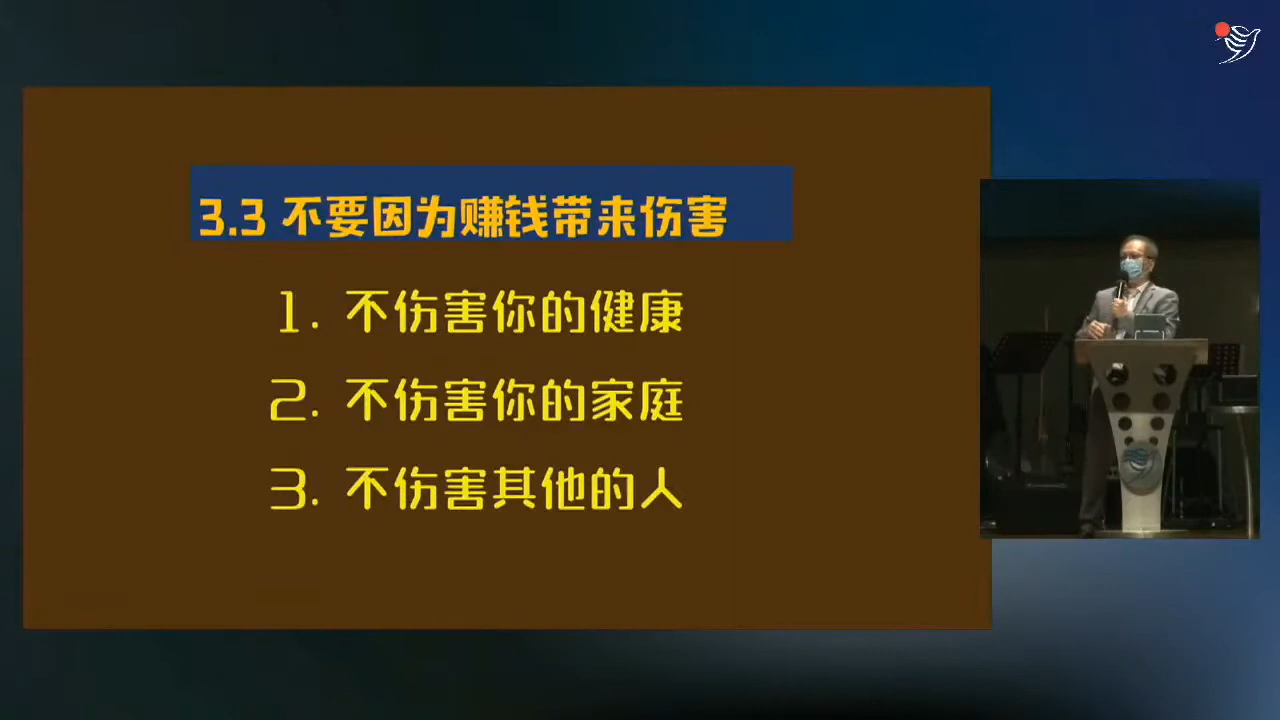 3.3 不要因为赚钱带来伤害
1. 不伤害你的健康
2. 不伤害你的家庭
3. 不伤害其他的人